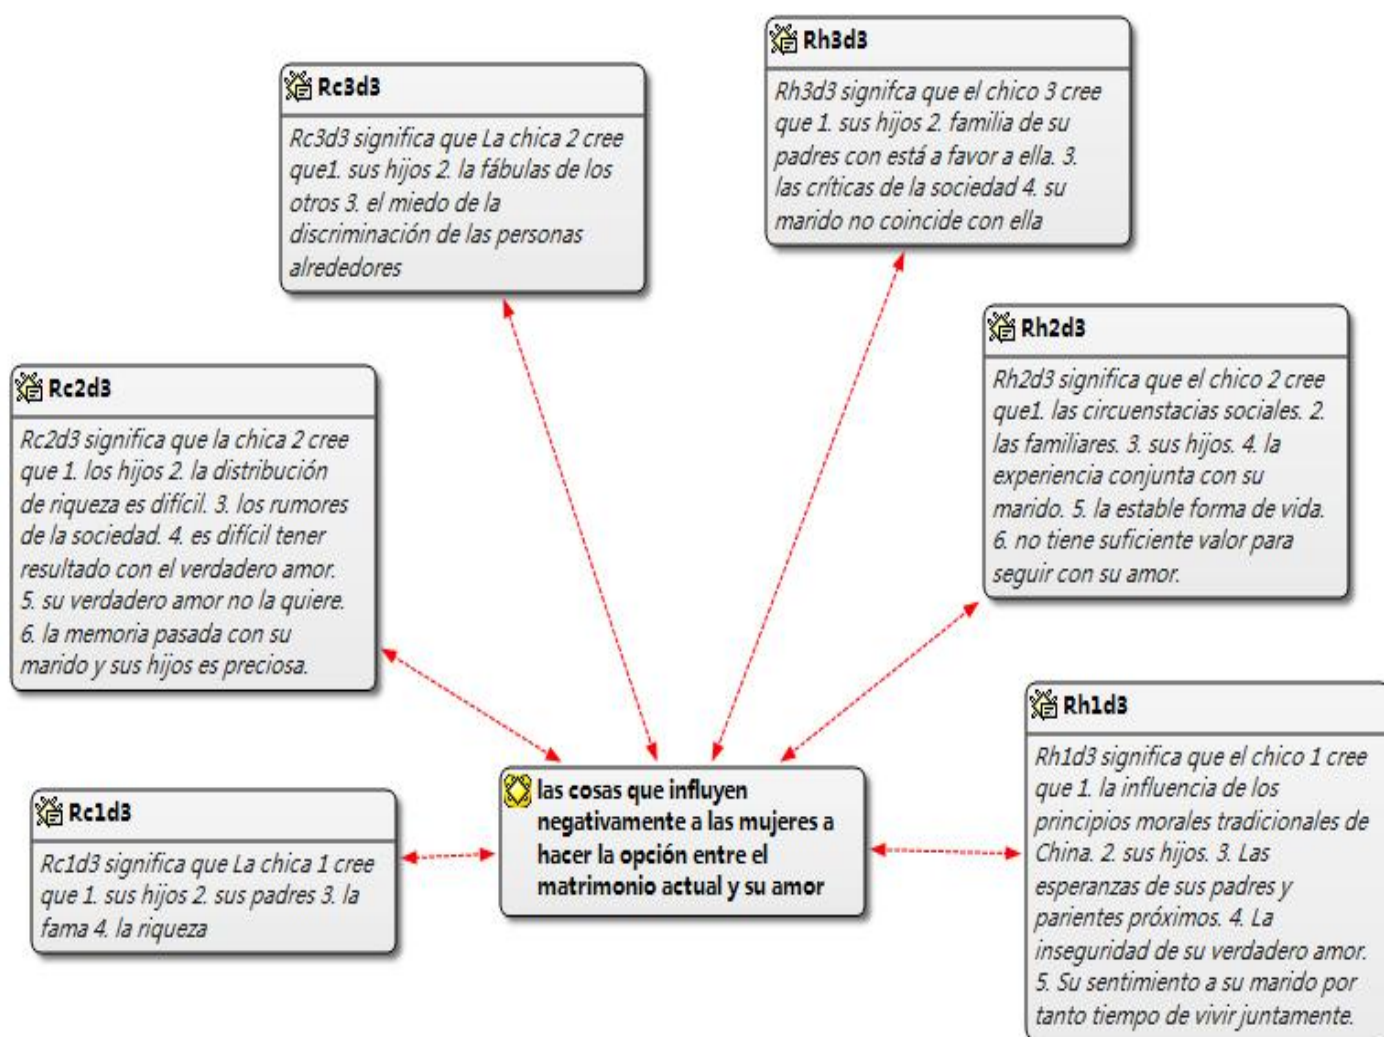 Rc3d3
Rc3d3 significa que La chica 2 cree
que1. sus hijos 2. la fábulas de los
otros 3. el miedo de la
discriminación de las personas
alrededores
Rh3d3
Rh3d3 signifca que el chico 3 cree
que 1. sus hijos 2. familia de su
padres con está a favor a ella. 3.
las críticas de la sociedad 4. su
marido no coincide con ella
Rc2d3
Rc2d3 significa que la chica 2 cree
que 1. los hijos 2. la distribución
de riqueza es difícil. 3. los rumores
de la sociedad. 4. es difícil tener
resultado con el verdadero amor.
5. su verdadero amor no la quiere.
6. la memoria pasada con su
marido y sus hijos es preciosa.
Rh2d3
Rh2d3 significa que el chico 2 cree
que1. las circuenstacias sociales. 2.
las familiares. 3. sus hijos. 4. la
experiencia conjunta con su
marido. 5. la estable forma de vida.
6. no tiene suficiente valor para
seguir con su amor.
Rc1d3
Rc1d3 significa que La chica 1 cree
que 1. sus hijos 2. sus padres 3. la
fama 4. la riqueza
las cosas que influyen
negativamente a las mujeres a
hacer la opción entre el
matrimonio actual y su amor
Rh1d3
Rh1d3 significa que el chico 1 cree
que 1. la influencia de los
principios morales tradicionales de
China. 2. sus hijos. 3. Las
esperanzas de sus padres y
parientes próximos. 4. La
inseguridad de su verdadero amor.
5. Su sentimiento a su marido por
tanto tiempo de vivir juntamente.